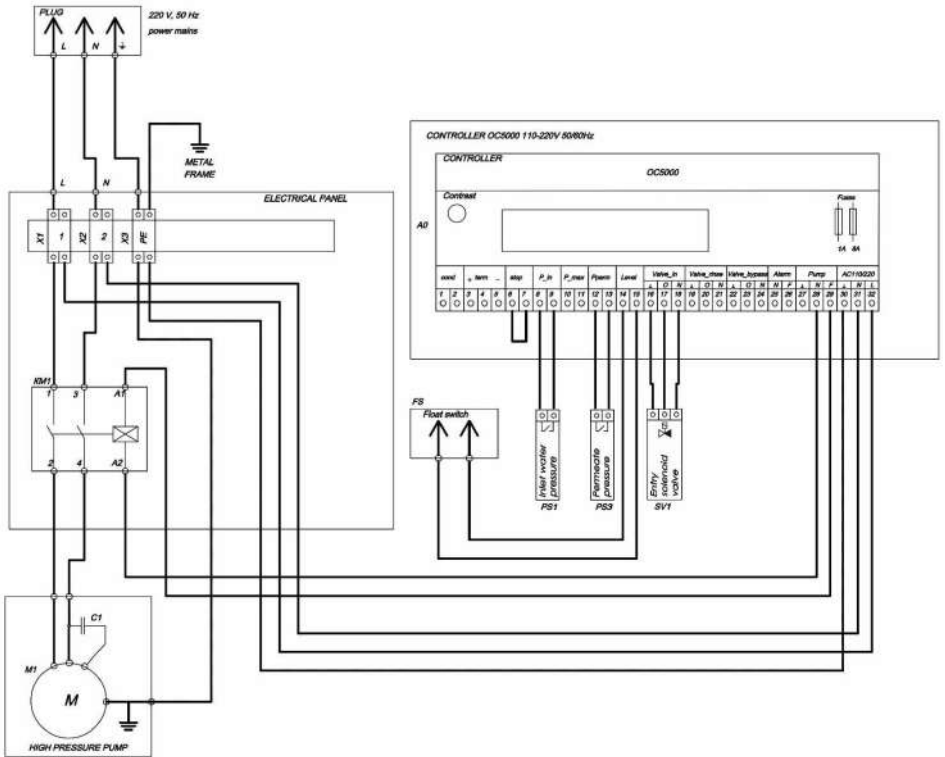 PLUG
220 V, 50 Hz
power mains
L N
METAL
FRAME
L N
ELECTRICAL PANEL
X1 1 X2 2 X3 PE
KM1
1 3 A1
2 4 A2
C1
M1
M
HIGH PRESSURE PUMP
CONTROLLER OC5000 110-220V 50/60Hz
CONTROLLER
OC5000
Contrast
Fuses
A0
1A 8A
cond + term - stop P_in P_max Pperm Level Valve_in Valve_rinse Valve_bypass Alarm Pump AC110/220
⊥ O N ⊥ O N ⊥ O N N F ⊥ N F ⊥ N L
1 2 3 4 5 6 7 8 9 10 11 12 13 14 15 16 17 18 19 20 21 22 23 24 25 26 27 28 29 30 31 32
FS
Float switch
Inlet water
pressure
PS1
Permeate
pressure
PS3
Entry
solenoid
valve
SV1